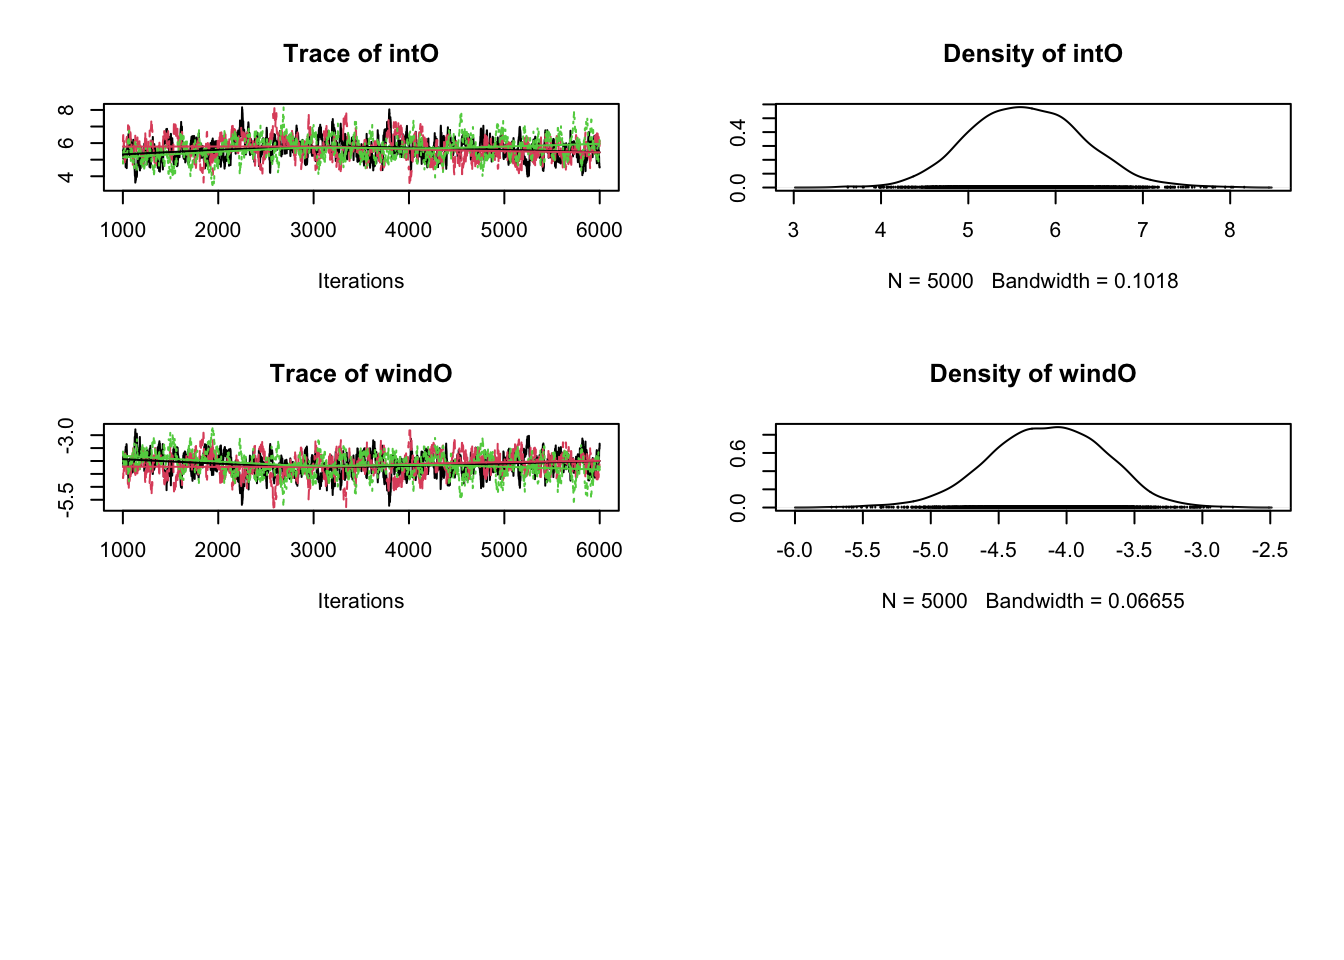 Trace of intO
8
6
4
1000 2000 3000 4000 5000 6000
Iterations
Density of intO
0.4
0.0
3 4 5 6 7 8
N = 5000 Bandwidth = 0.1018
Trace of windO
-3.0
-5.5
1000 2000 3000 4000 5000 6000
Iterations
Density of windO
0.6
0.0
-6.0 -5.5 -5.0 -4.5 -4.0 -3.5 -3.0 -2.5
N = 5000 Bandwidth = 0.06655